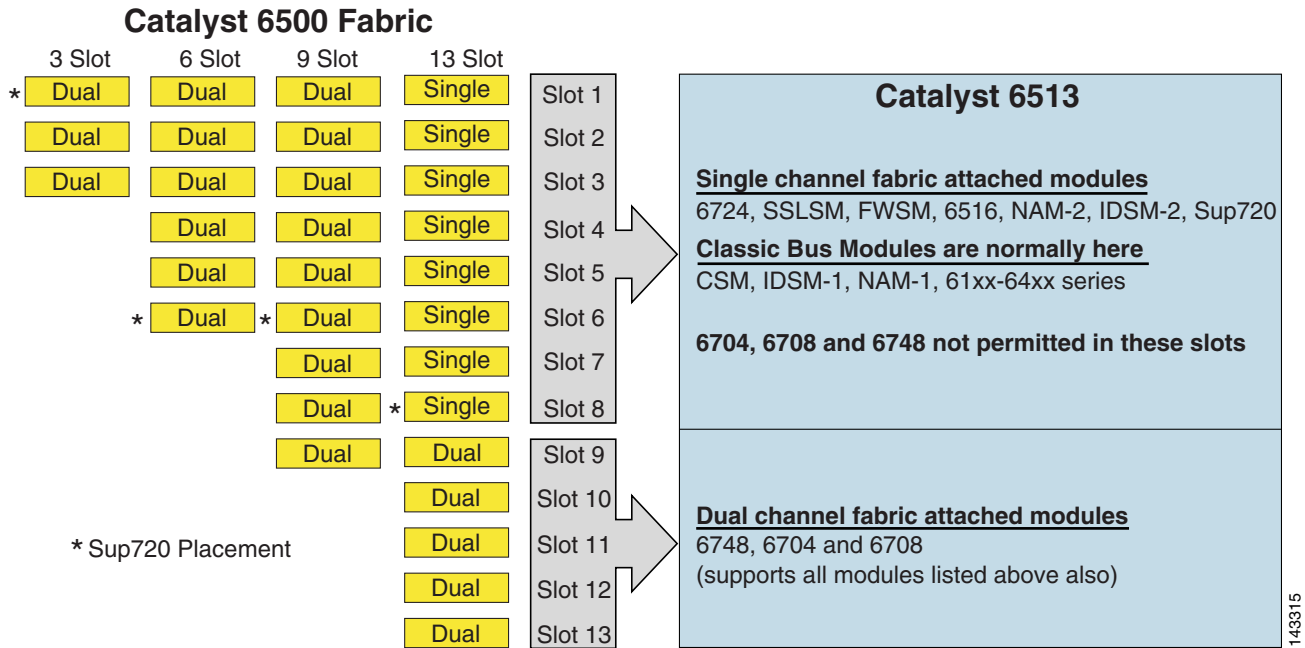 Catalyst 6500 Fabric
3 Slot 6 Slot 9 Slot 13 Slot
* Dual Dual Dual Single Slot 1
Dual Dual Dual Single Slot 2
Dual Dual Dual Single Slot 3
Dual Dual Single Slot 4
Dual Dual Single Slot 5
* Dual * Dual Single Slot 6
Dual Single Slot 7
Dual * Single Slot 8
Dual Dual Slot 9
Dual Slot 10
Dual Slot 11
Dual Slot 12
Dual Slot 13
* Sup720 Placement
Catalyst 6513
Single channel fabric attached modules
6724, SSLSM, FWSM, 6516, NAM-2, IDSM-2, Sup720
Classic Bus Modules are normally here
CSM, IDSM-1, NAM-1, 61xx-64xx series
6704, 6708 and 6748 not permitted in these slots
Dual channel fabric attached modules
6748, 6704 and 6708
(supports all modules listed above also)
143315